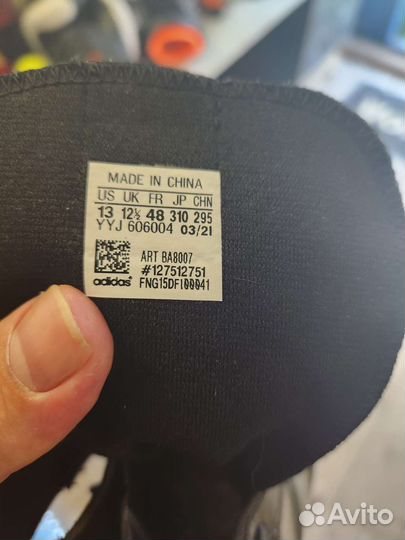 MADE IN CHINA
US UK FR JP CHN
13 12½ 48 310 295
YYJ 606004 03/21
ART BA8007
#127512751
adidas FNG15DFI00041
Avito